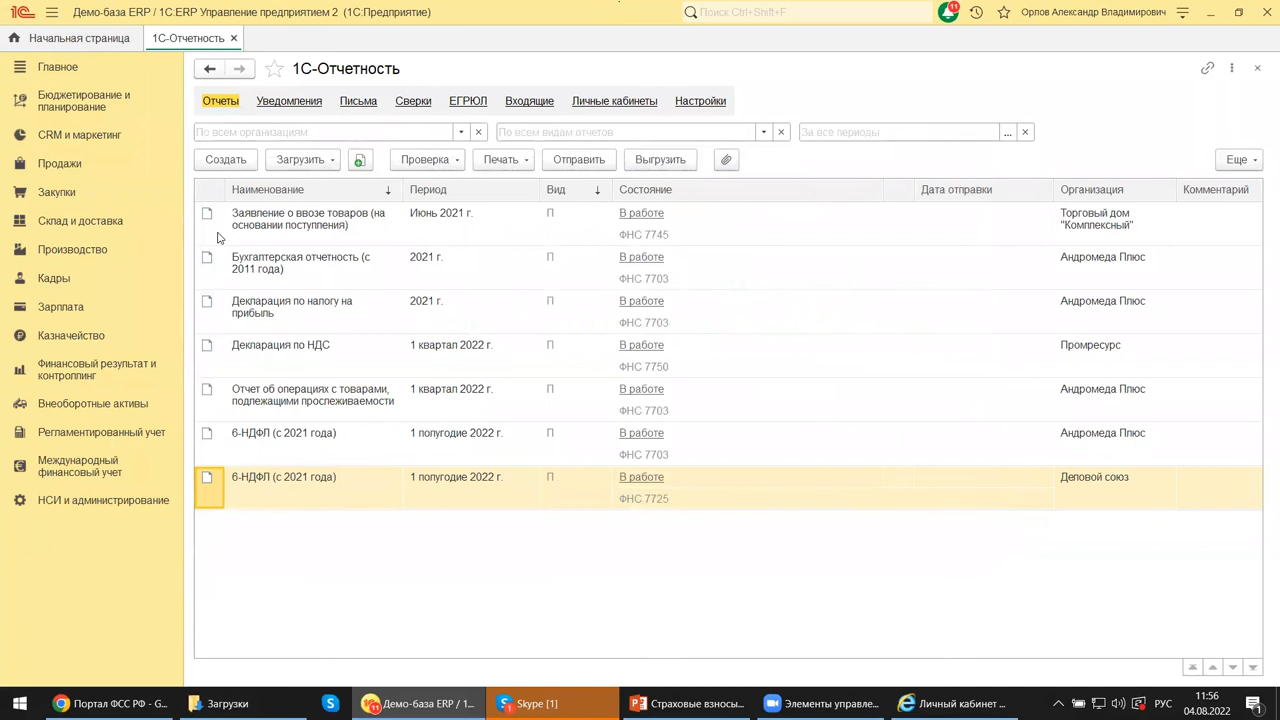 Демо-база ERP / 1С:ERP Управление предприятием 2 (1С:Предприятие)
Поиск Ctrl+Shift+F
11
Орлов Александр Владимирович
Начальная страница
1С-Отчетность
Главное
Бюджетирование и
планирование
CRM и маркетинг
Продажи
Закупки
Склад и доставка
Производство
Кадры
Зарплата
Казначейство
Финансовый результат и
контроллинг
Внеоборотные активы
Регламентированный учет
Международный
финансовый учет
НСИ и администрирование
1С-Отчетность
Отчеты Уведомления Письма Сверки ЕГРЮЛ Входящие Личные кабинеты Настройки
По всем организациям По всем видам отчетов За все периоды ...
Создать Загрузить Проверка Печать Отправить Выгрузить Еще
Наименование Период Вид Состояние Дата отправки Организация Комментарий
Заявление о ввозе товаров (на Июнь 2021 г. П В работе Торговый дом
основании поступления) "Комплексный"
ФНС 7745
Бухгалтерская отчетность (с 2021 г. П В работе Андромеда Плюс
2011 года)
ФНС 7703
Декларация по налогу на 2021 г. П В работе Андромеда Плюс
прибыль
ФНС 7703
Декларация по НДС 1 квартал 2022 г. П В работе Промресурс
ФНС 7750
Отчет об операциях с товарами, 1 квартал 2022 г. П В работе Андромеда Плюс
подлежащими прослеживаемости
ФНС 7703
6-НДФЛ (с 2021 года) 1 полугодие 2022 г. П В работе Андромеда Плюс
ФНС 7703
6-НДФЛ (с 2021 года) 1 полугодие 2022 г. П В работе Деловой союз
ФНС 7725
Портал ФСС РФ - G... Загрузки Демо-база ERP / 1... Skype [1] Страховые взносы... Элементы управле... Личный кабинет ... РУС 11:56
04.08.2022